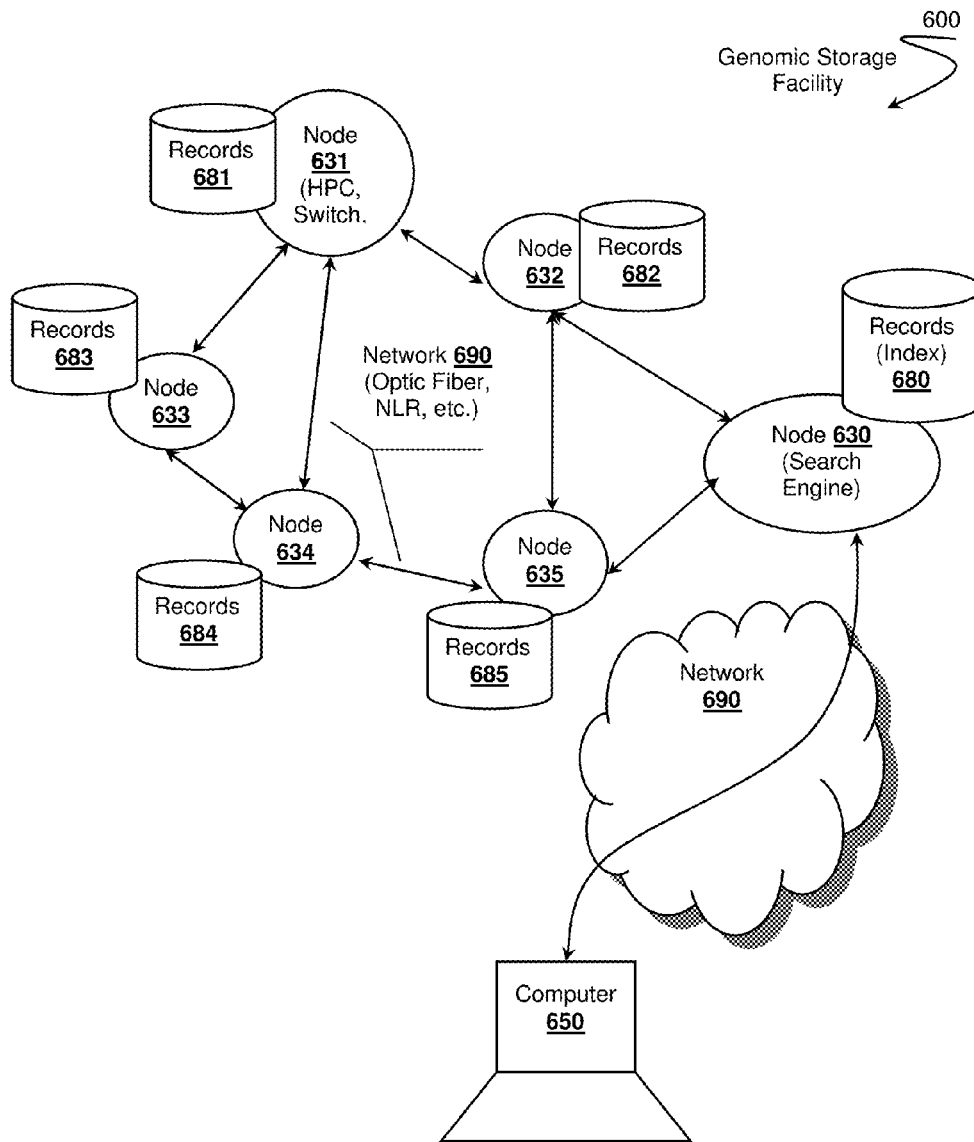 600
Genomic Storage
Facility
Node
631
(HPC,
Switch.
Records
681
Node
632
Records
682
Records
683
Node
633
Network 690
(Optic Fiber,
NLR, etc.)
Records
(Index)
680
Node 630
(Search
Engine)
Node
634
Records
684
Node
635
Records
685
Network
690
Computer
650